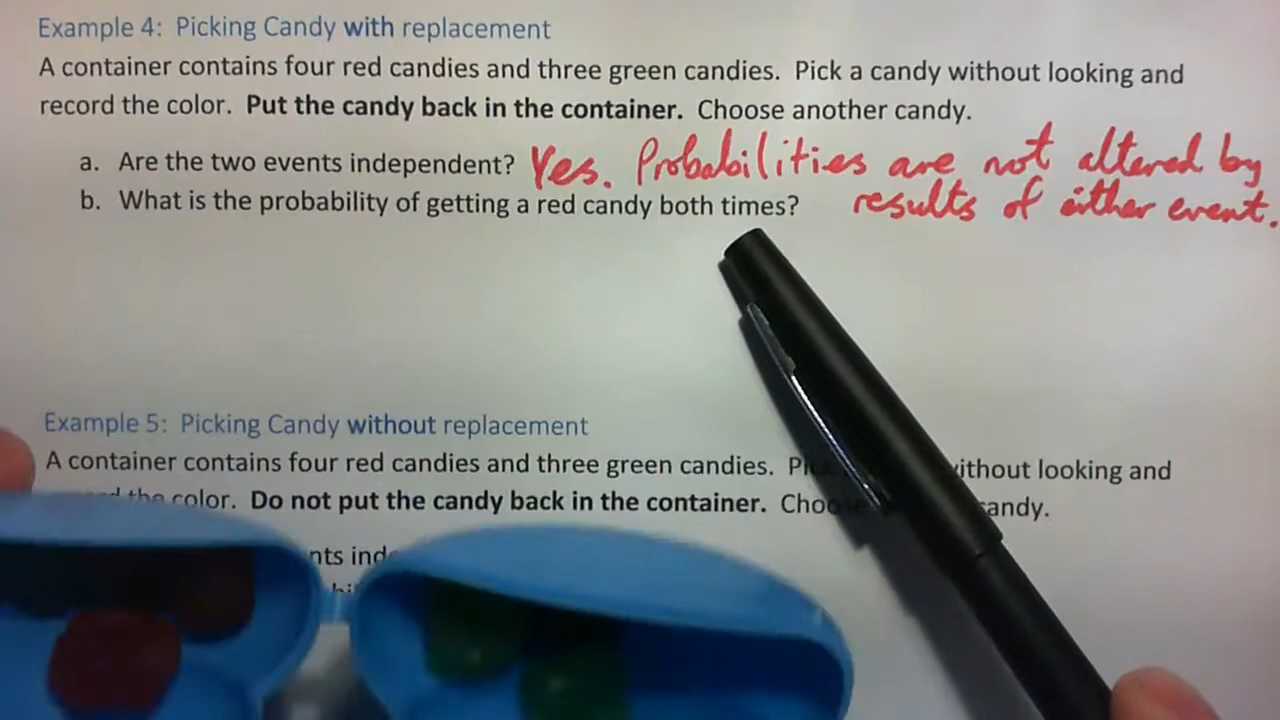 Example 4: Picking Candy with replacement
A container contains four red candies and three green candies. Pick a candy without looking and
record the color. Put the candy back in the container. Choose another candy.
a. Are the two events independent? Yes. Probabilities are not altered by
b. What is the probability of getting a red candy both times? results of either event.
Example 5: Picking Candy without replacement
A container contains four red candies and three green candies. without looking and
the color. Do not put the candy back in the container. candy.